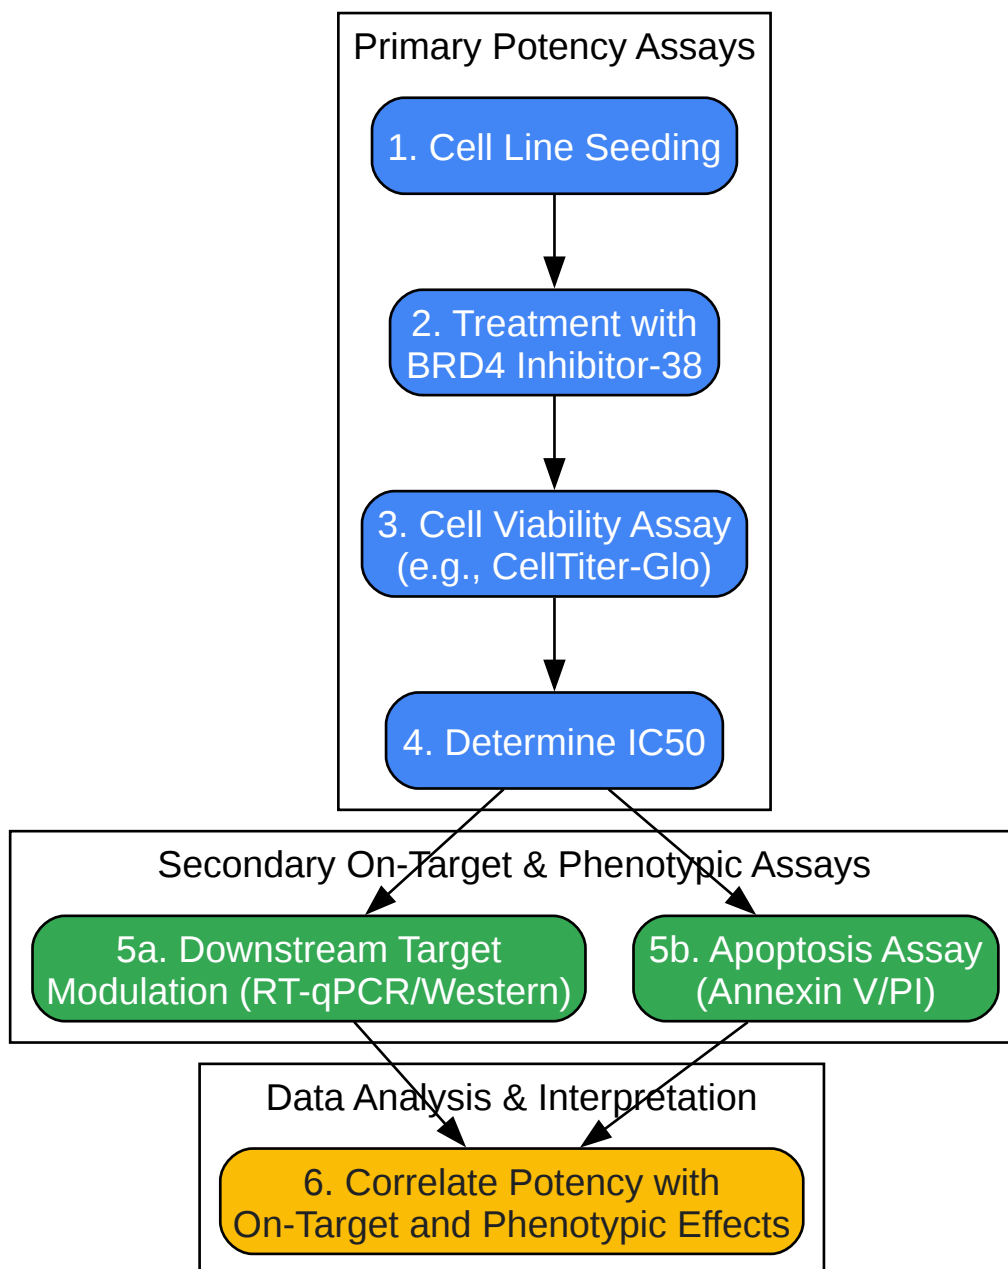 Primary Potency Assays
1. Cell Line Seeding
2. Treatment with
BRD4 Inhibitor-38
3. Cell Viability Assay
(e.g., CellTiter-Glo)
4. Determine IC50
Secondary On-Target & Phenotypic Assays
5a. Downstream Target
Modulation (RT-qPCR/Western)
5b. Apoptosis Assay
(Annexin V/PI)
Data Analysis & Interpretation
6. Correlate Potency with
On-Target and Phenotypic Effects